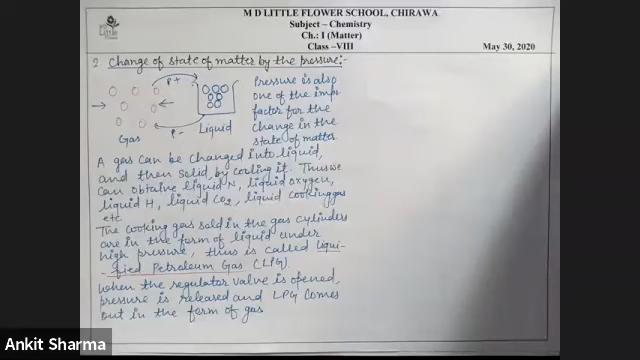 M D LITTLE FLOWER SCHOOL, CHIRAWA
Subject – Chemistry
Ch.: I (Matter)
Class –VIII
May 30, 2020
2. Change of state of matter by the pressure:-
P+
P-
Gas
Liquid
Pressure is also
one of the imp.
factor for the
change in the
state of matter
A gas can be changed into liquid,
and then solid, by cooling it. Thus we
can obtaine liquid N, liquid oxygen,
liquid H, liquid CO2, liquid cooking gas
etc
The cooking gas sold in the gas cylinders
are in the form of liquid under
high pressure, thus is called Liqui-
-fied Petroleum Gas (LPG)
When the regulator valve is opened,
pressure is released and LPG comes
out in the form of gas
Ankit Sharma